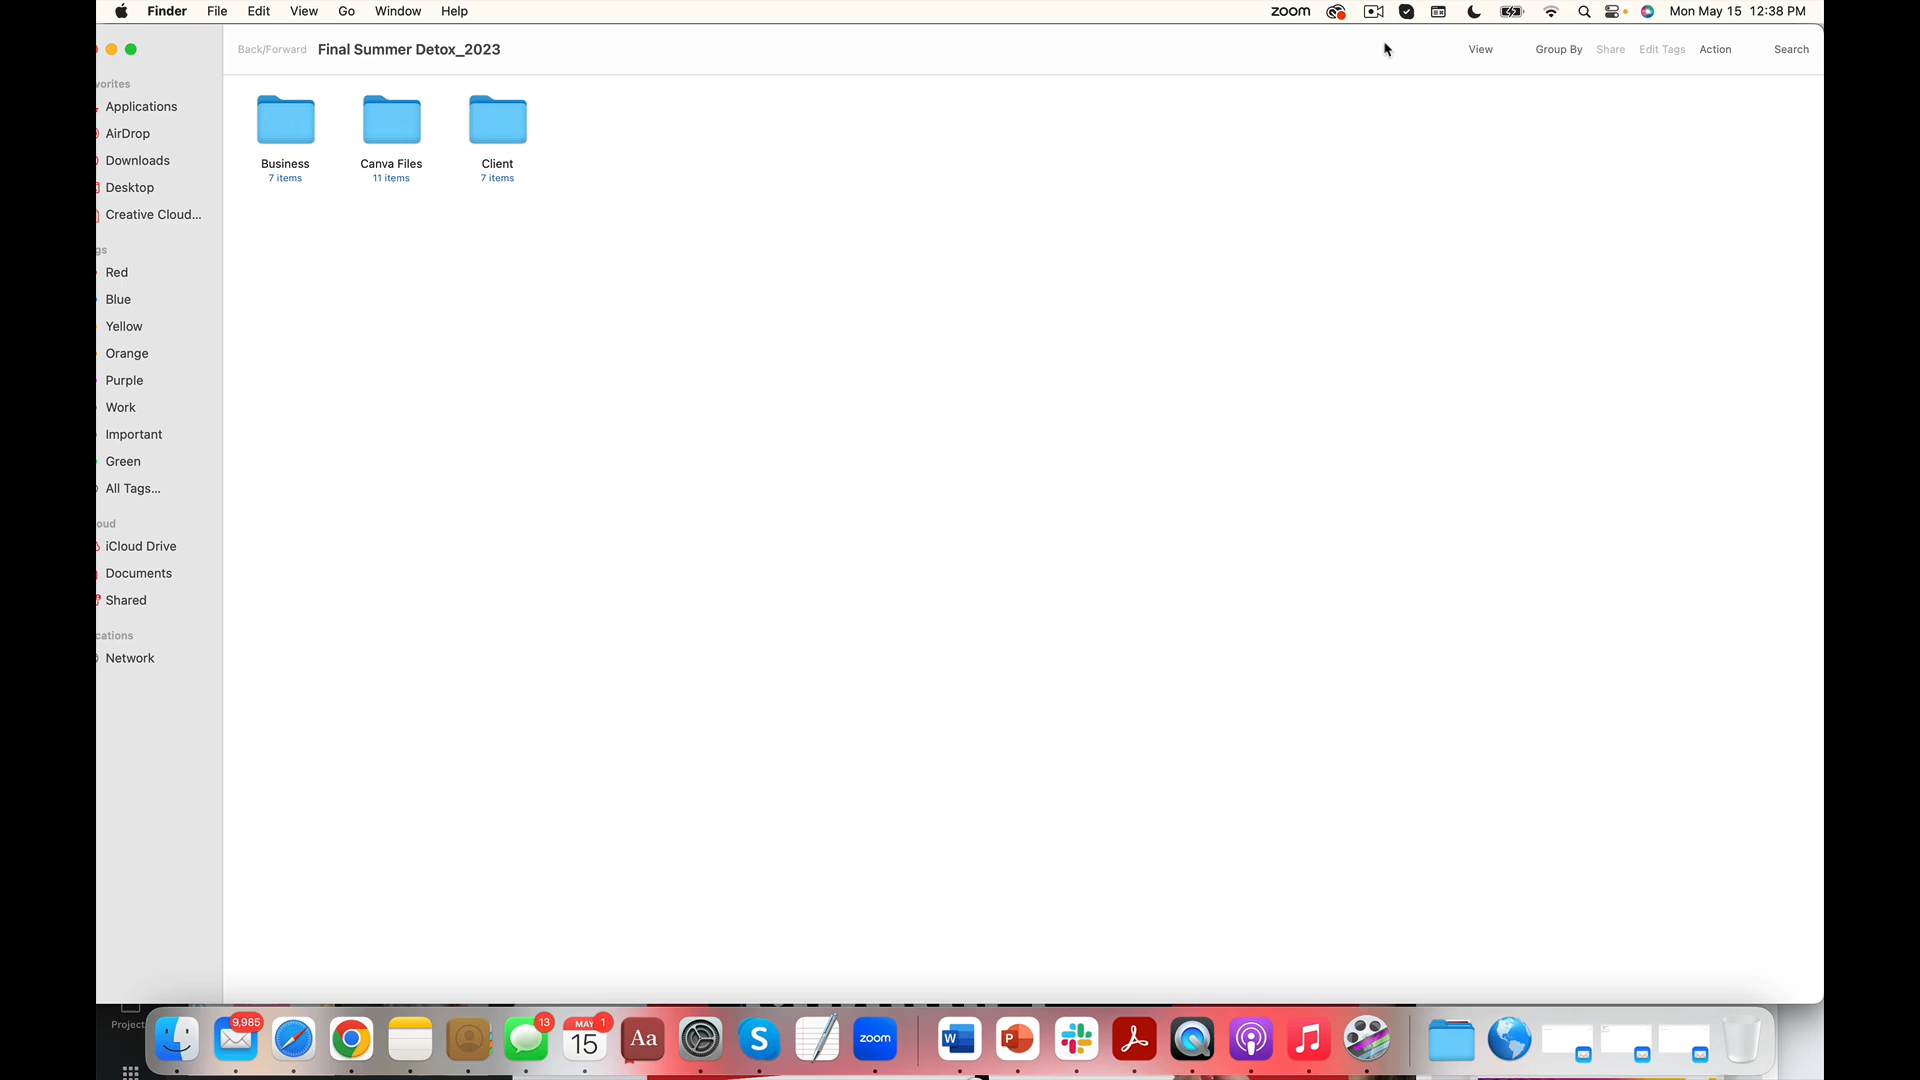 Finder File Edit View Go Window Help zoom Mon May 15 12:38 PM
Back/Forward Final Summer Detox_2023 View Group By Share Edit Tags Action Search
vorites
Applications
AirDrop
Downloads
Desktop
Creative Cloud...
gs
Red
Blue
Yellow
Orange
Purple
Work
Important
Green
All Tags...
oud
iCloud Drive
Documents
Shared
cations
Network
Business Canva Files Client
7 items 11 items 7 items
Project
9,985
13
MAY 1
15
Aa
S
zoom
W
P